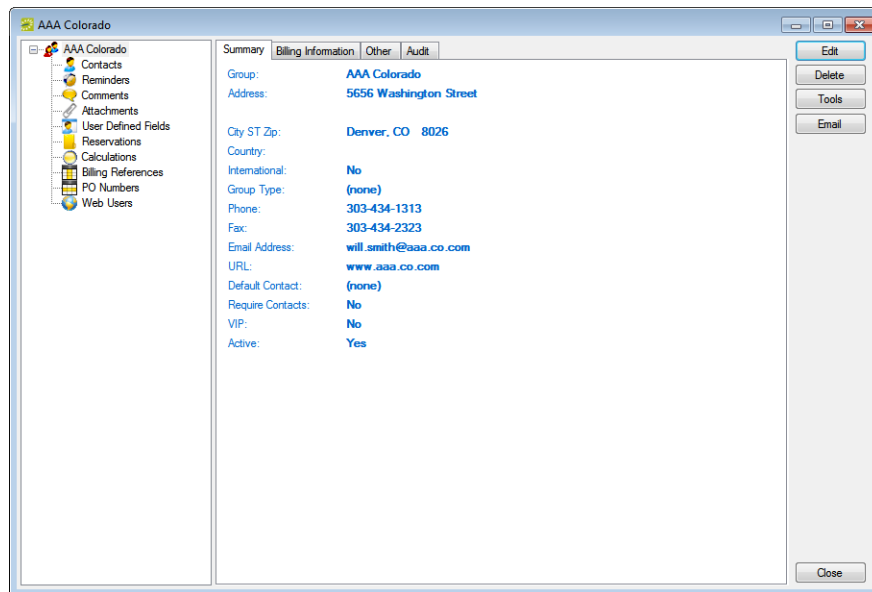 AAA Colorado
AAA Colorado
Contacts
Reminders
Comments
Attachments
User Defined Fields
Reservations
Calculations
Billing References
PO Numbers
Web Users
Summary Billing Information Other Audit
Group: AAA Colorado
Address: 5656 Washington Street
City ST Zip: Denver, CO 8026
Country:
International: No
Group Type: (none)
Phone: 303-434-1313
Fax: 303-434-2323
Email Address: will.smith@aaa.co.com
URL: www.aaa.co.com
Default Contact: (none)
Require Contacts: No
VIP: No
Active: Yes
Edit
Delete
Tools
Email
Close